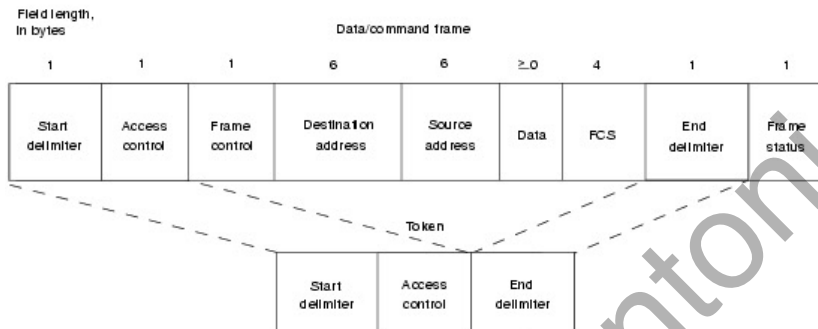 Field length,
in bytes
Data/command frame
1 1 1 6 6 ≥0 4 1 1
Start delimiter
Access control
Frame control
Destination address
Source address
Data
FCS
End delimiter
Frame status
Token
Start delimiter
Access control
End delimiter